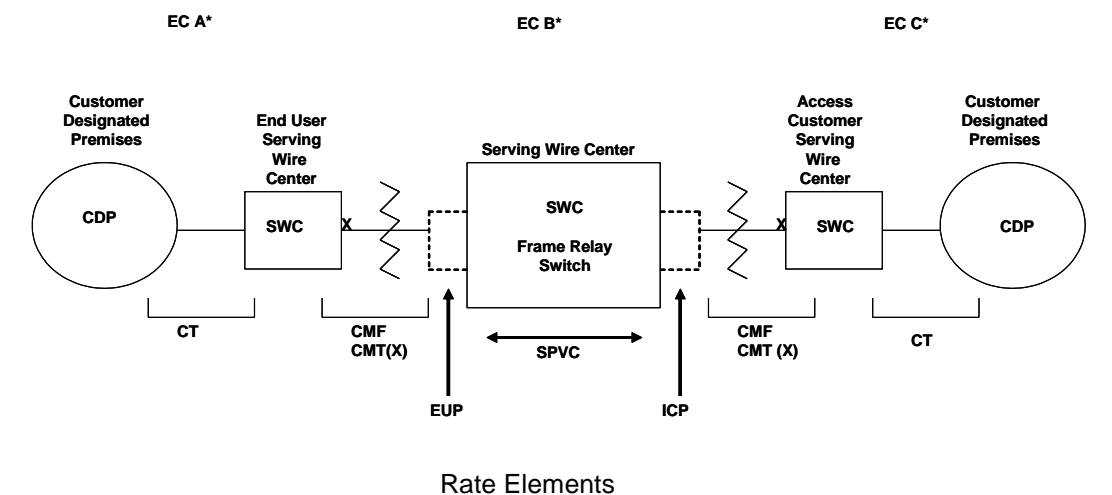 EC A*
EC B*
EC C*
Customer
Designated
Premises
End User
Serving
Wire
Center
Serving Wire Center
Access
Customer
Serving
Wire
Center
Customer
Designated
Premises
CDP
SWC
X
SWC
Frame Relay
Switch
X
SWC
CDP
CT
CMF
CMT(X)
SPVC
CMF
CMT (X)
CT
EUP
ICP
Rate Elements